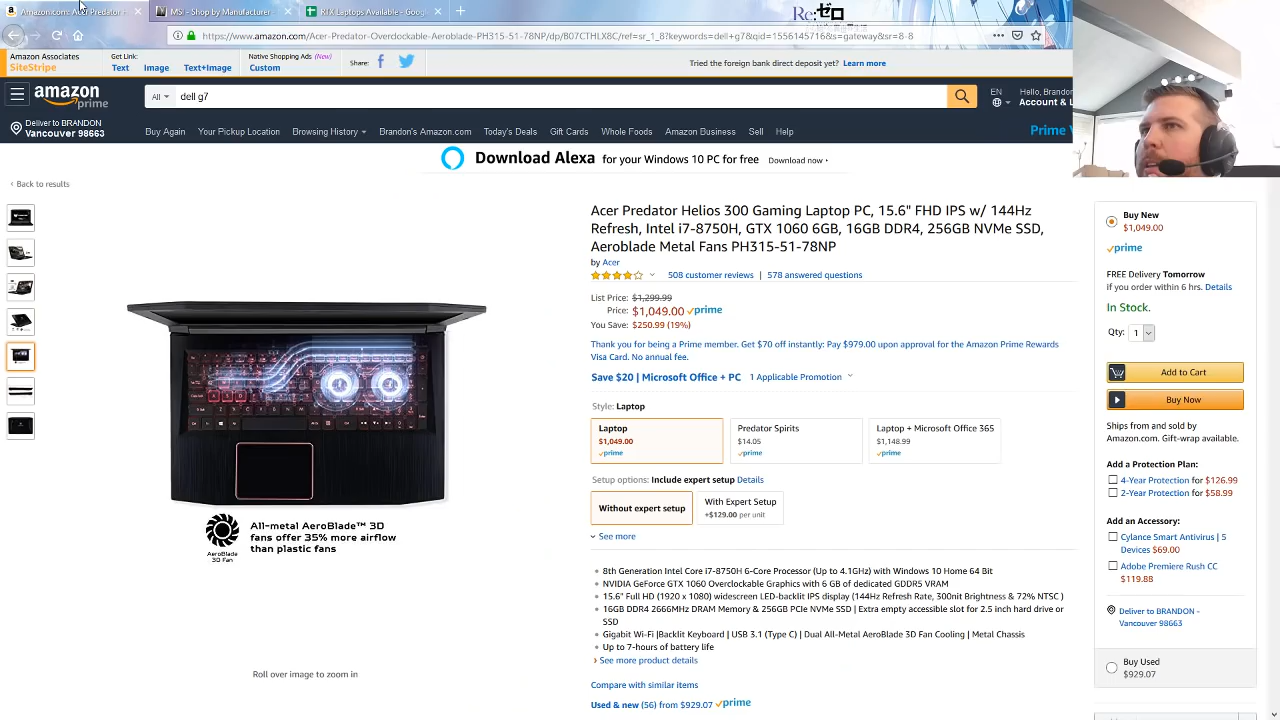 Amazon.com: Acer Predator H
MSI - Shop by Manufacturer -
RTX Laptops Available - Googl
Re:ゼロ
https://www.amazon.com/Acer-Predator-Overclockable-Aeroblade-PH315-51-78NP/dp/B07CTHLX8C/ref=sr_1_8?keywords=dell+g7&qid=1556145716&s=gateway&sr=8-8
Amazon Associates
SiteStripe
Get Link:
Text
Image
Text+Image
Native Shopping Ads (New)
Custom
Share:
Tried the foreign bank direct deposit yet? Learn more
amazon
prime
All
dell g7
EN
Hello, Brandon
Account & L
Deliver to BRANDON
Vancouver 98663
Buy Again
Your Pickup Location
Browsing History
Brandon's Amazon.com
Today's Deals
Gift Cards
Whole Foods
Amazon Business
Sell
Help
Prime
Download Alexa for your Windows 10 PC for free Download now ›
‹ Back to results
Acer Predator Helios 300 Gaming Laptop PC, 15.6" FHD IPS w/ 144Hz
Refresh, Intel i7-8750H, GTX 1060 6GB, 16GB DDR4, 256GB NVMe SSD,
Aeroblade Metal Fans PH315-51-78NP
by Acer
508 customer reviews | 578 answered questions
List Price: $1,299.99
Price: $1,049.00 prime
You Save: $250.99 (19%)
Thank you for being a Prime member. Get $70 off instantly: Pay $979.00 upon approval for the Amazon Prime Rewards
Visa Card. No annual fee.
Save $20 | Microsoft Office + PC 1 Applicable Promotion
Style: Laptop
Laptop
$1,049.00
prime
Predator Spirits
$14.05
prime
Laptop + Microsoft Office 365
$1,148.99
prime
Setup options: Include expert setup Details
Without expert setup
With Expert Setup
+$129.00 per unit
See more
• 8th Generation Intel Core i7-8750H 6-Core Processor (Up to 4.1GHz) with Windows 10 Home 64 Bit
• NVIDIA GeForce GTX 1060 Overclockable Graphics with 6 GB of dedicated GDDR5 VRAM
• 15.6" Full HD (1920 x 1080) widescreen LED-backlit IPS display (144Hz Refresh Rate, 300nit Brightness & 72% NTSC )
• 16GB DDR4 2666MHz DRAM Memory & 256GB PCIe NVMe SSD | Extra empty accessible slot for 2.5 inch hard drive or
SSD
• Gigabit Wi-Fi |Backlit Keyboard | USB 3.1 (Type C) | Dual All-Metal AeroBlade 3D Fan Cooling | Metal Chassis
• Up to 7-hours of battery life
› See more product details
Compare with similar items
Used & new (56) from $929.07 prime
AeroBlade
3D Fan
All-metal AeroBlade™ 3D
fans offer 35% more airflow
than plastic fans
Roll over image to zoom in
Buy New
$1,049.00
prime
FREE Delivery Tomorrow
if you order within 6 hrs. Details
In Stock.
Qty: 1
Add to Cart
Buy Now
Ships from and sold by
Amazon.com. Gift-wrap available.
Add a Protection Plan:
4-Year Protection for $126.99
2-Year Protection for $58.99
Add an Accessory:
Cylance Smart Antivirus | 5
Devices $69.00
Adobe Premiere Rush CC
$119.88
Deliver to BRANDON -
Vancouver 98663
Buy Used
$929.07